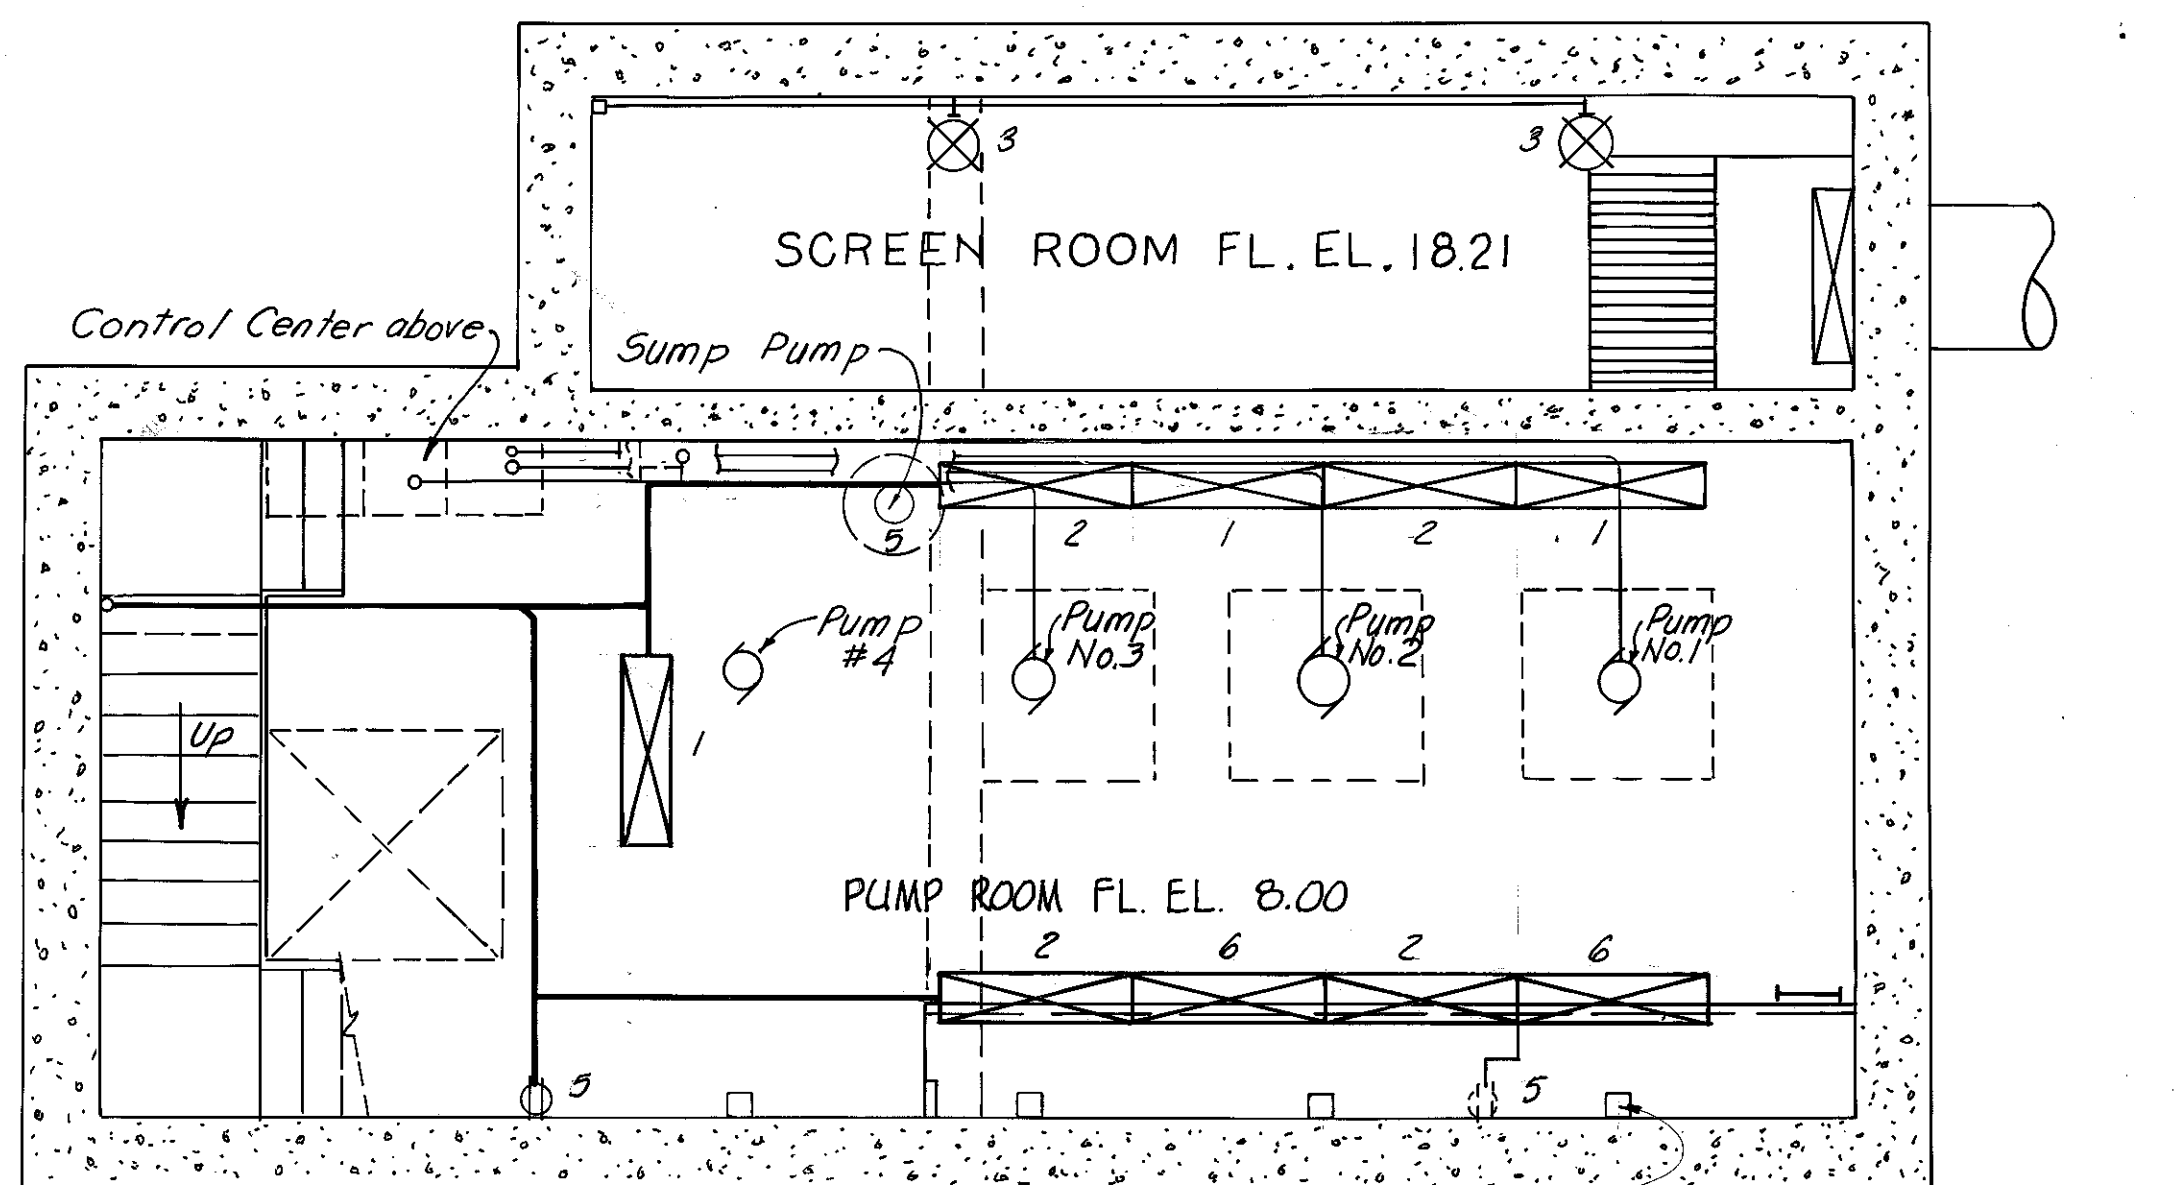 3
3
SCREEN ROOM FL. EL. 18.21
Control Center above
Sump Pump
5
2
1
2
1
Pump
#4
Pump
No.3
Pump
No.2
Pump
No.1
Up
1
PUMP ROOM FL. EL. 8.00
2
6
2
6
5
5